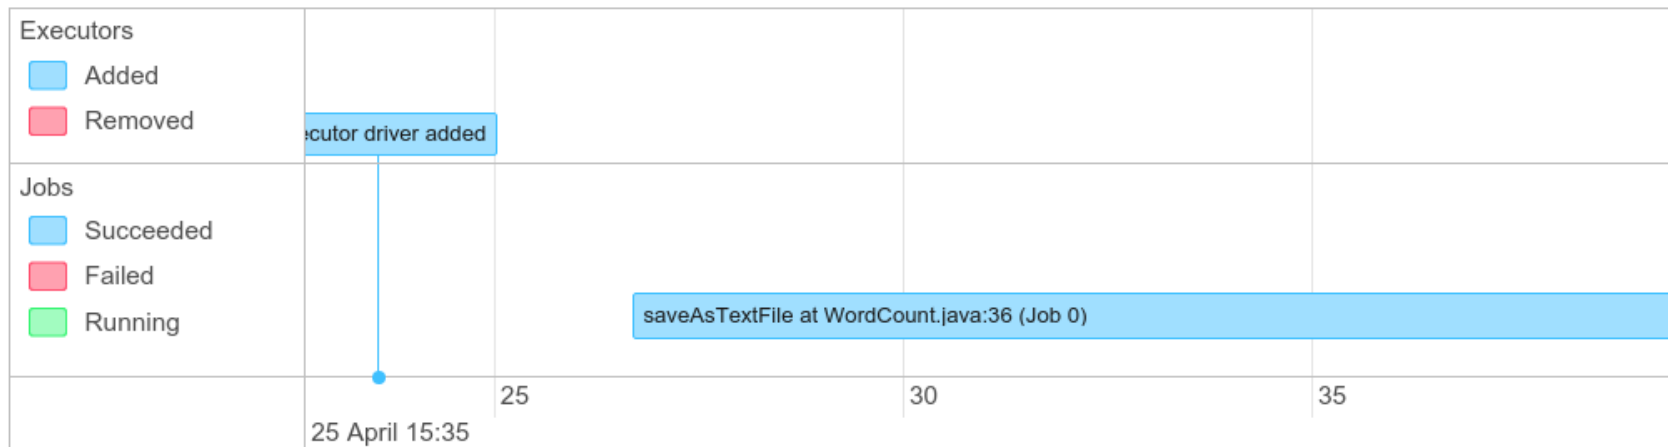 Executors
Added
Removed
ecutor driver added
Jobs
Succeeded
Failed
Running
saveAsTextFile at WordCount.java:36 (Job 0)
25
30
35
25 April 15:35